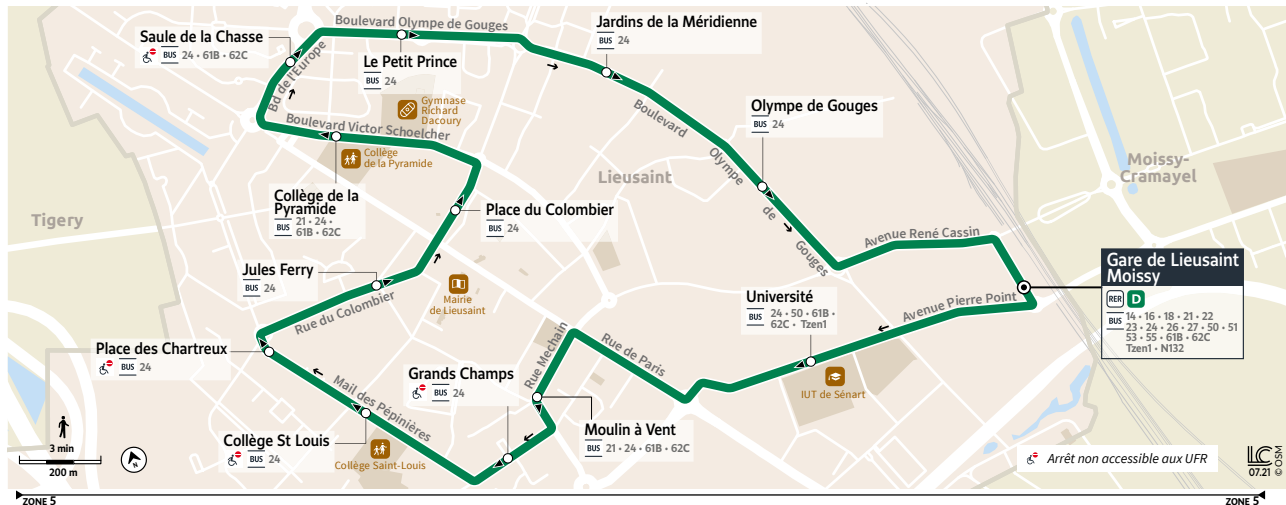 Boulevard Olympe de Gouges
Jardins de la Méridienne
BUS 24
Saule de la Chasse
BUS 24 • 61B • 62C
Le Petit Prince
BUS 24
Bd de l'Europe
Gymnase
Richard
Dacoury
Boulevard Victor Schoelcher
Collège
de la Pyramide
Boulevard
Olympe
de
Gouges
Olympe de Gouges
BUS 24
Lieusaint
Moissy-
Cramayel
Tigery
Collège de la
Pyramide
BUS 21 • 24 •
61B • 62C
Place du Colombier
BUS 24
Avenue René Cassin
Gare de Lieusaint
Moissy
RER D
BUS 14 • 16 • 18 • 21 • 22
23 • 24 • 26 • 27 • 50 • 51
53 • 55 • 61B • 62C
Tzen1 • N132
Jules Ferry
BUS 24
Rue du Colombier
Mairie
de Lieusaint
Université
BUS 24 • 50 • 61B •
62C • Tzen1
Avenue Pierre Point
Place des Chartreux
BUS 24
Rue Mechain
Rue de Paris
Grands Champs
BUS 24
IUT de Sénart
Mail des Pépinières
Moulin à Vent
BUS 21 • 24 • 61B • 62C
Collège St Louis
BUS 24
Collège Saint-Louis
3 min
200 m
N
Arrêt non accessible aux UFR
LC
07.21
© OSM
ZONE 5
ZONE 5